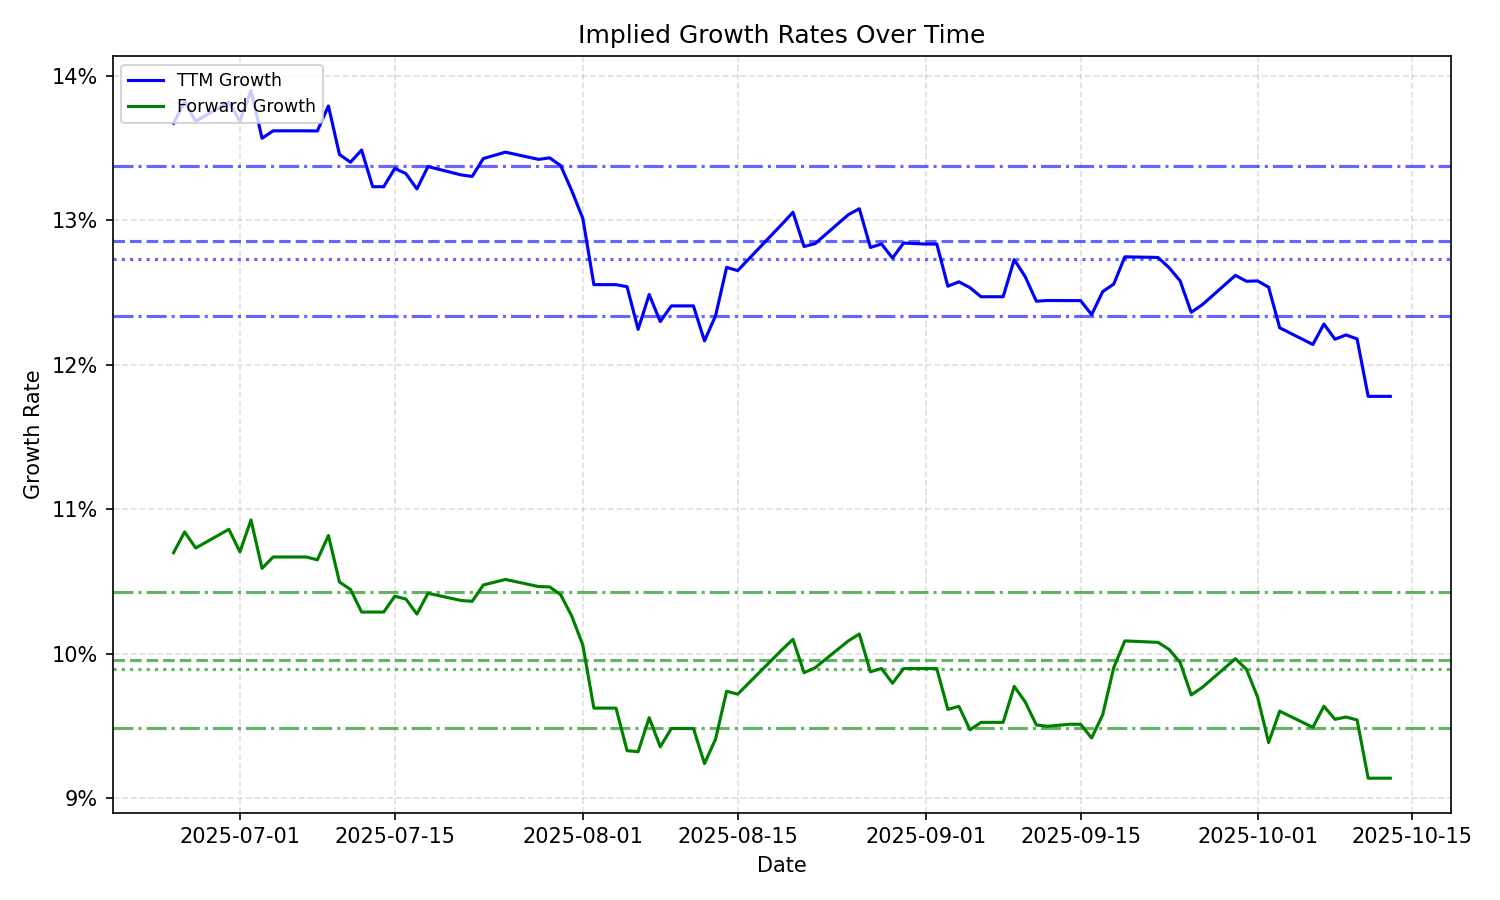 Implied Growth Rates Over Time
TTM Growth
Forward Growth
14%
13%
12%
11%
10%
9%
Growth Rate
2025-07-01
2025-07-15
2025-08-01
2025-08-15
2025-09-01
2025-09-15
2025-10-01
2025-10-15
Date